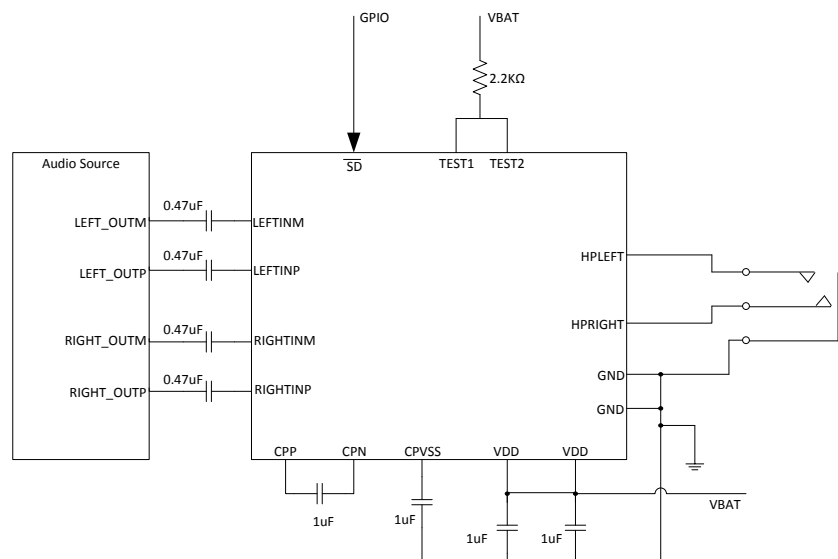 GPIO
VBAT
2.2KΩ
Audio Source
SD
TEST1
TEST2
0.47uF
LEFT_OUTM
LEFTINM
0.47uF
LEFT_OUTP
LEFTINP
HPLEFT
0.47uF
RIGHT_OUTM
RIGHTINM
HPRIGHT
0.47uF
RIGHT_OUTP
RIGHTINP
GND
GND
CPP
CPN
CPVSS
VDD
VDD
VBAT
1uF
1uF
1uF
1uF